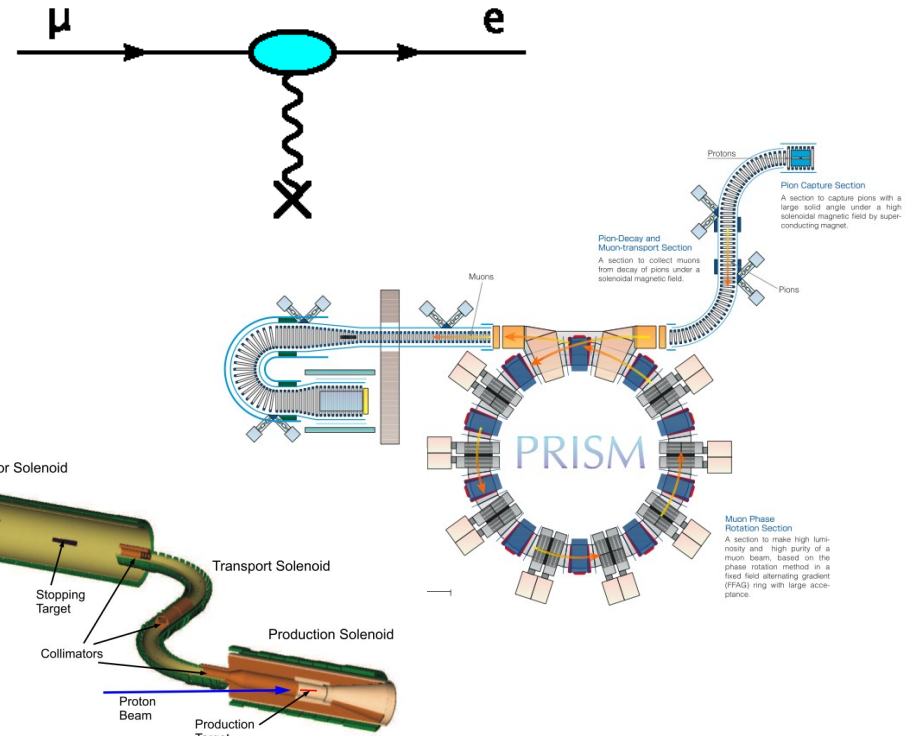 μ
e
Protons
Pion Capture Section
A section to capture pions with a
large solid angle under a high
solenoidal magnetic field by super-
conducting magnet.
Pion-Decay and
Muon-transport Section
A section to collect muons
from decay of pions under a
solenoidal magnetic field.
Muons
Pions
PRISM
Muon Phase
Rotation Section
A section to make high lumi-
nosity and high purity of a
muon beam, based on the
phase rotation method in a
fixed field alternating gradient
(FFAG) ring with large acce-
ptance.
or Solenoid
Stopping
Target
Transport Solenoid
Collimators
Production Solenoid
Proton
Beam
Production